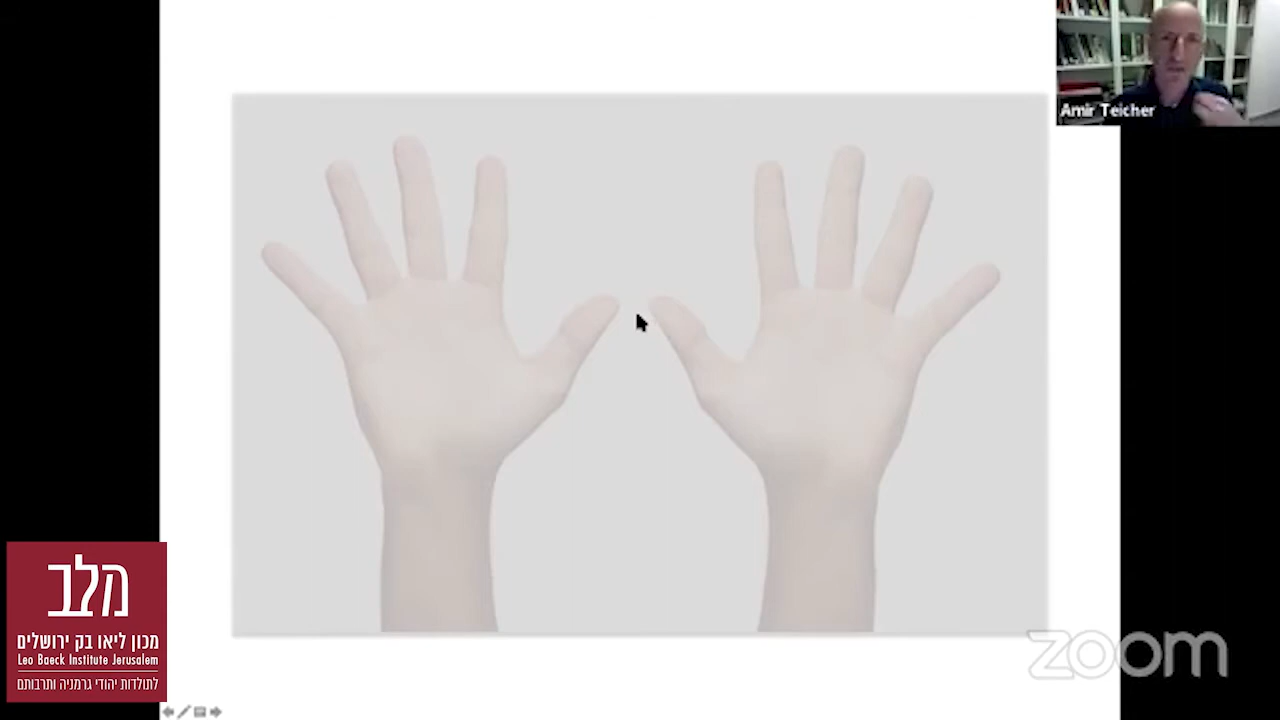 Amir Teicher
מלב
מכון ליאו בק ירושלים
Leo Baeck Institute Jerusalem
לתולדות יהודי גרמניה ותרבותם
zoom